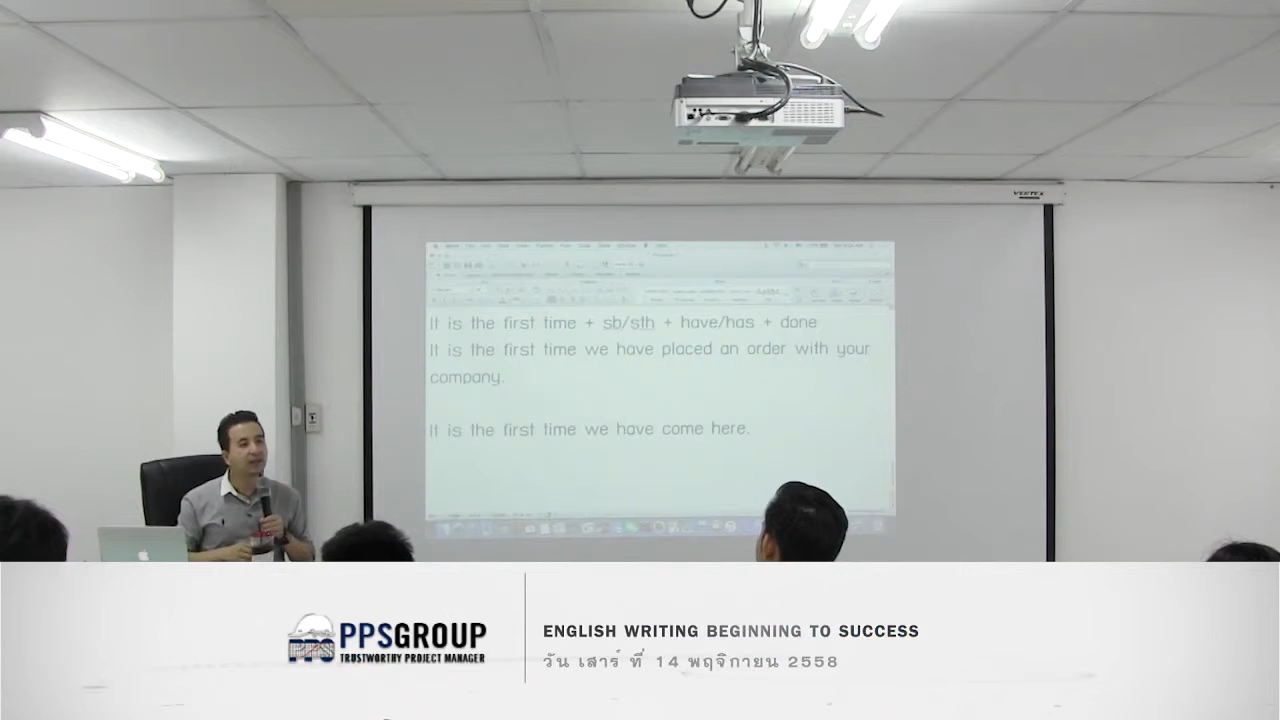 VERTEX
It is the first time + sb/sth + have/has + done
It is the first time we have placed an order with your
company.
It is the first time we have come here.
PPSGROUP
TRUSTWORTHY PROJECT MANAGER
ENGLISH WRITING BEGINNING TO SUCCESS
วัน เสาร์ ที่ 14 พฤจิกายน 2558